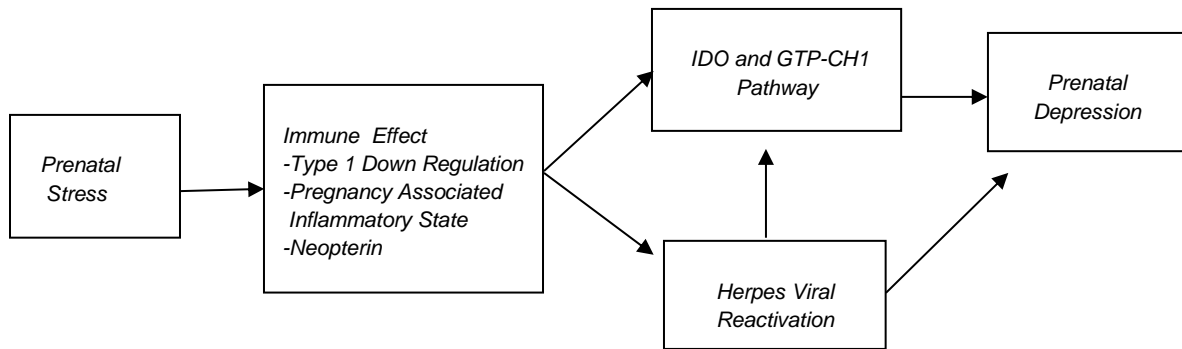 Prenatal
Stress
Immune Effect
-Type 1 Down Regulation
-Pregnancy Associated
Inflammatory State
-Neopterin
IDO and GTP-CH1
Pathway
Herpes Viral
Reactivation
Prenatal
Depression